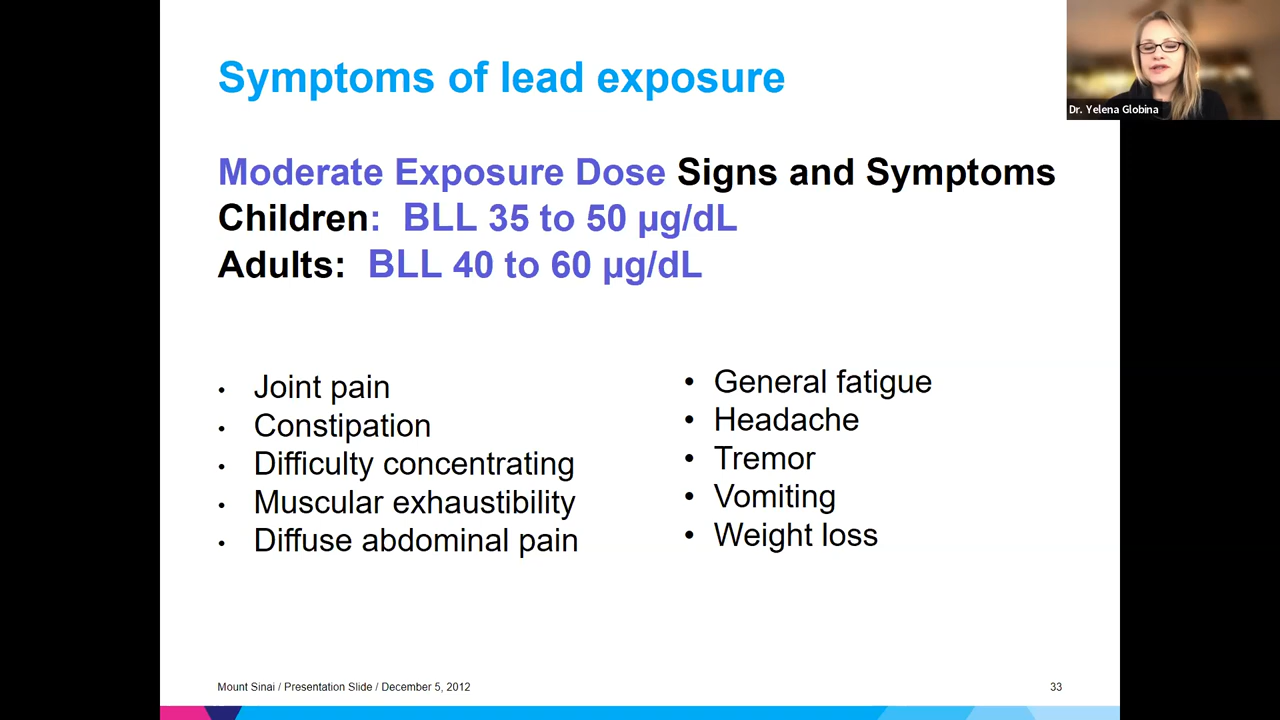 Symptoms of lead exposure
Dr. Yelena Globina
Moderate Exposure Dose Signs and Symptoms
Children: BLL 35 to 50 µg/dL
Adults: BLL 40 to 60 µg/dL
• Joint pain
• Constipation
• Difficulty concentrating
• Muscular exhaustibility
• Diffuse abdominal pain
• General fatigue
• Headache
• Tremor
• Vomiting
• Weight loss
Mount Sinai / Presentation Slide / December 5, 2012
33